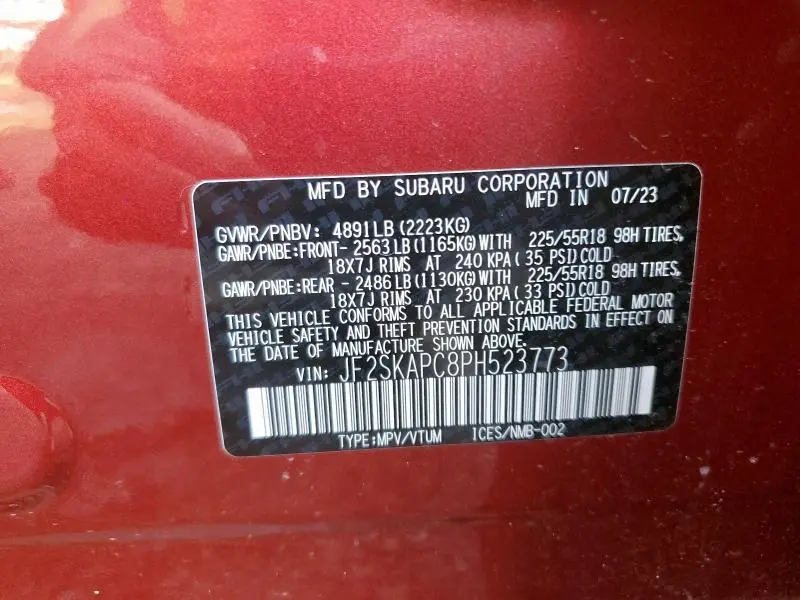 MFD BY SUBARU CORPORATION
MFD IN 07/23
GVWR/PNBV: 4891LB (2223KG)
GAWR/PNBE:FRONT- 2563LB(1165KG)WITH 225/55R18 98H TIRES,
18X7J RIMS AT 240 KPA( 35 PSI)COLD
GAWR/PNBE:REAR - 2486LB(1130KG)WITH 225/55R18 98H TIRES,
18X7J RIMS AT 230 KPA( 33 PSI)COLD
THIS VEHICLE CONFORMS TO ALL APPLICABLE FEDERAL MOTOR
VEHICLE SAFETY AND THEFT PREVENTION STANDARDS IN EFFECT ON
THE DATE OF MANUFACTURE SHOWN ABOVE.
VIN: JF2SKAPC8PH523773
TYPE:MPV/VTUM ICES/NMB-002